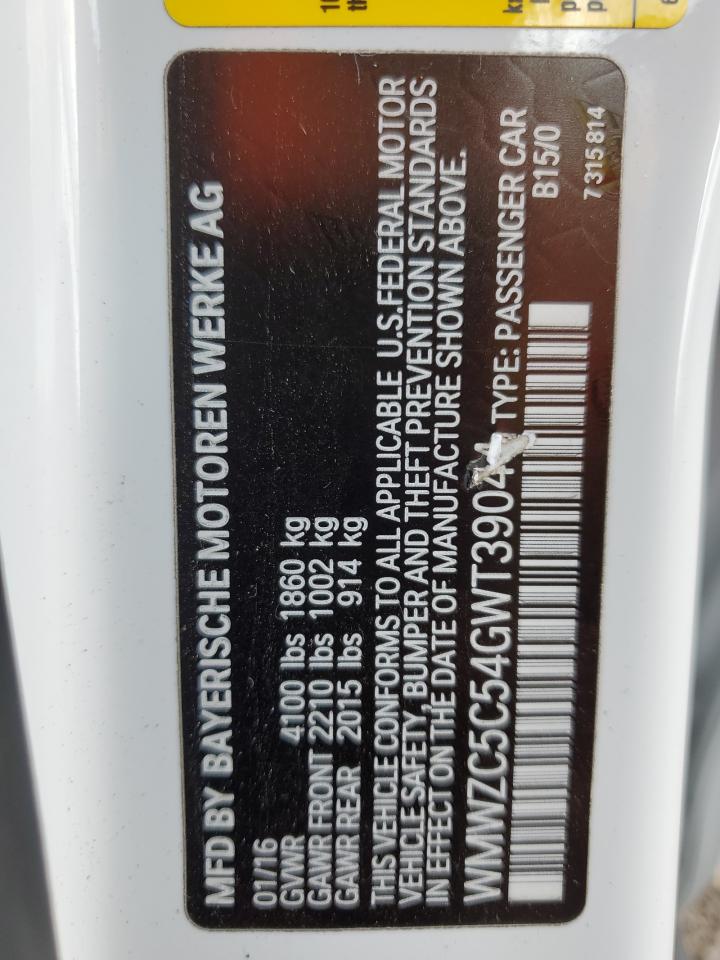 MFD BY BAYERISCHE MOTOREN WERKE AG
01/16
GVWR 4100 lbs 1860 kg
GAWR FRONT 2210 lbs 1002 kg
GAWR REAR 2015 lbs 914 kg
THIS VEHICLE CONFORMS TO ALL APPLICABLE U.S.FEDERAL MOTOR
VEHICLE SAFETY, BUMPER AND THEFT PREVENTION STANDARDS
IN EFFECT ON THE DATE OF MANUFACTURE SHOWN ABOVE.
WMWZC5C54GWT3904 TYPE: PASSENGER CAR
B15/0
7 315 814